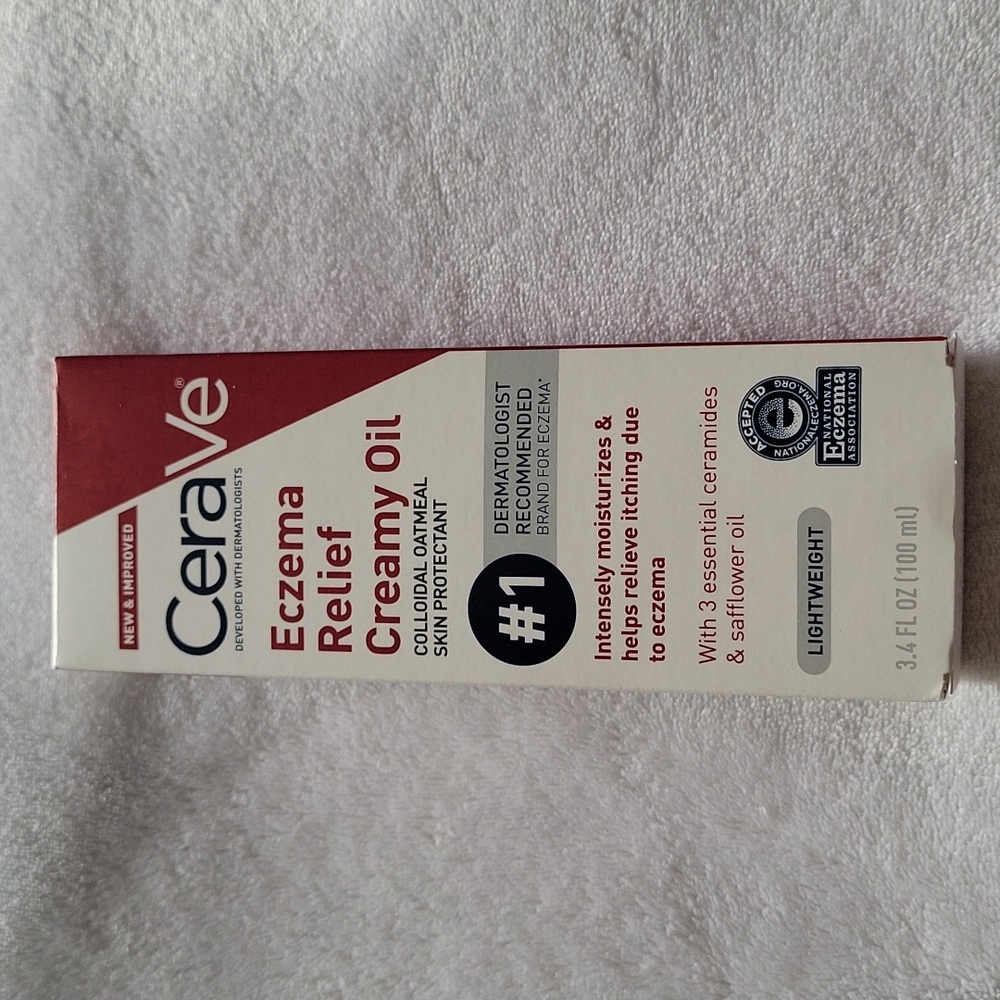 NEW & IMPROVED
CeraVe®
DEVELOPED WITH DERMATOLOGISTS
Eczema
Relief
Creamy Oil
COLLOIDAL OATMEAL
SKIN PROTECTANT
#1
DERMATOLOGIST
RECOMMENDED
BRAND FOR ECZEMA*
Intensely moisturizes &
helps relieve itching due
to eczema
With 3 essential ceramides
& safflower oil
ACCEPTED
e
NATIONALECZEMA.ORG
NATIONAL
Eczema
ASSOCIATION
LIGHTWEIGHT
3.4 FL OZ (100 ml)